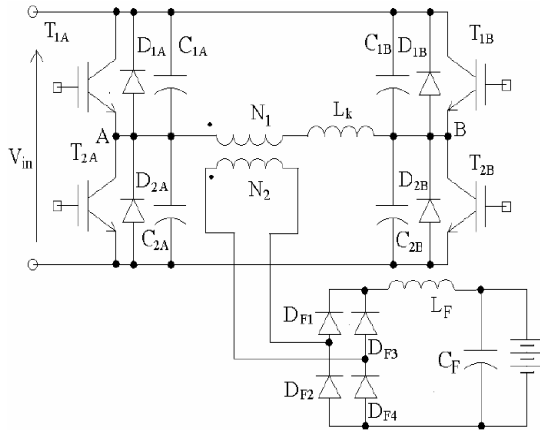 T1A
D1A
C1A
C1B
D1B
T1B
N1
Lk
A
B
Vin
T2A
D2A
N2
D2B
T2B
C2A
C2B
LF
DF1
DF3
CF
DF2
DF4